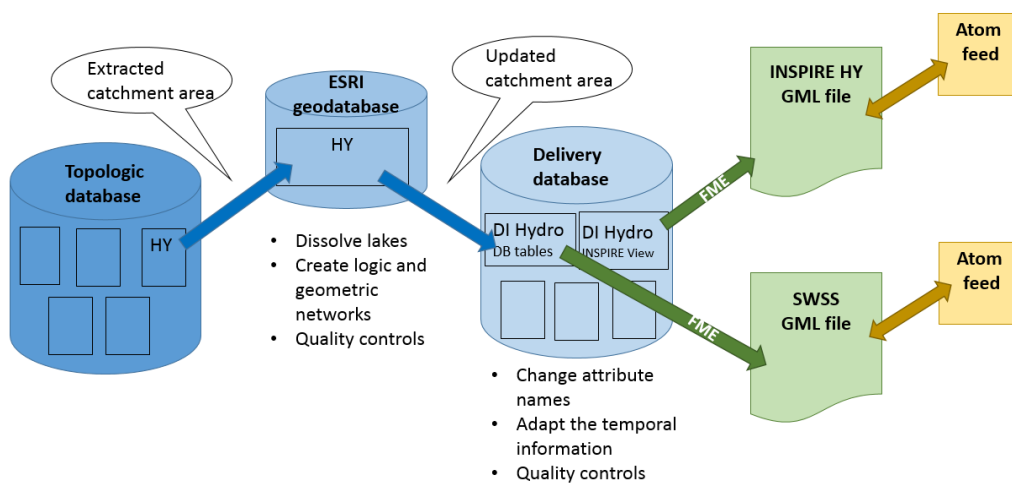 Extracted
catchment area
ESRI
geodatabase
HY
Updated
catchment area
Topologic
database
HY
Delivery
database
DI Hydro
DB tables
DI Hydro
INSPIRE View
• Dissolve lakes
• Create logic and
geometric
networks
• Quality controls
• Change attribute
names
• Adapt the temporal
information
• Quality controls
FME
FME
INSPIRE HY
GML file
Atom
feed
SWSS
GML file
Atom
feed